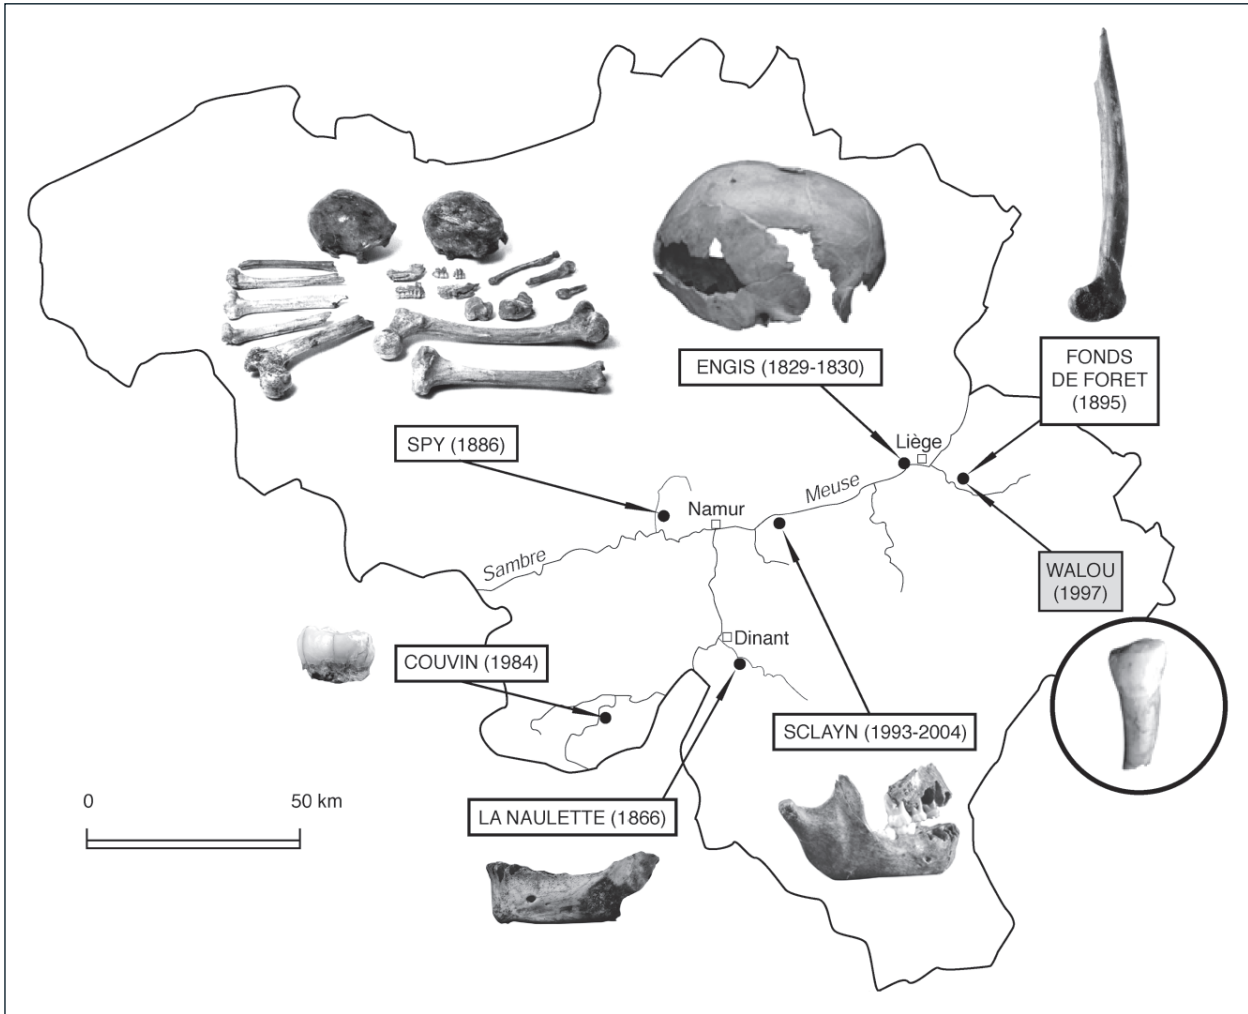 ENGIS (1829-1830)
FONDS
DE FORET
(1895)
SPY (1886)
Liège
Meuse
Namur
Sambre
WALOU
(1997)
Dinant
COUVIN (1984)
SCLAYN (1993-2004)
0 50 km
LA NAULETTE (1866)